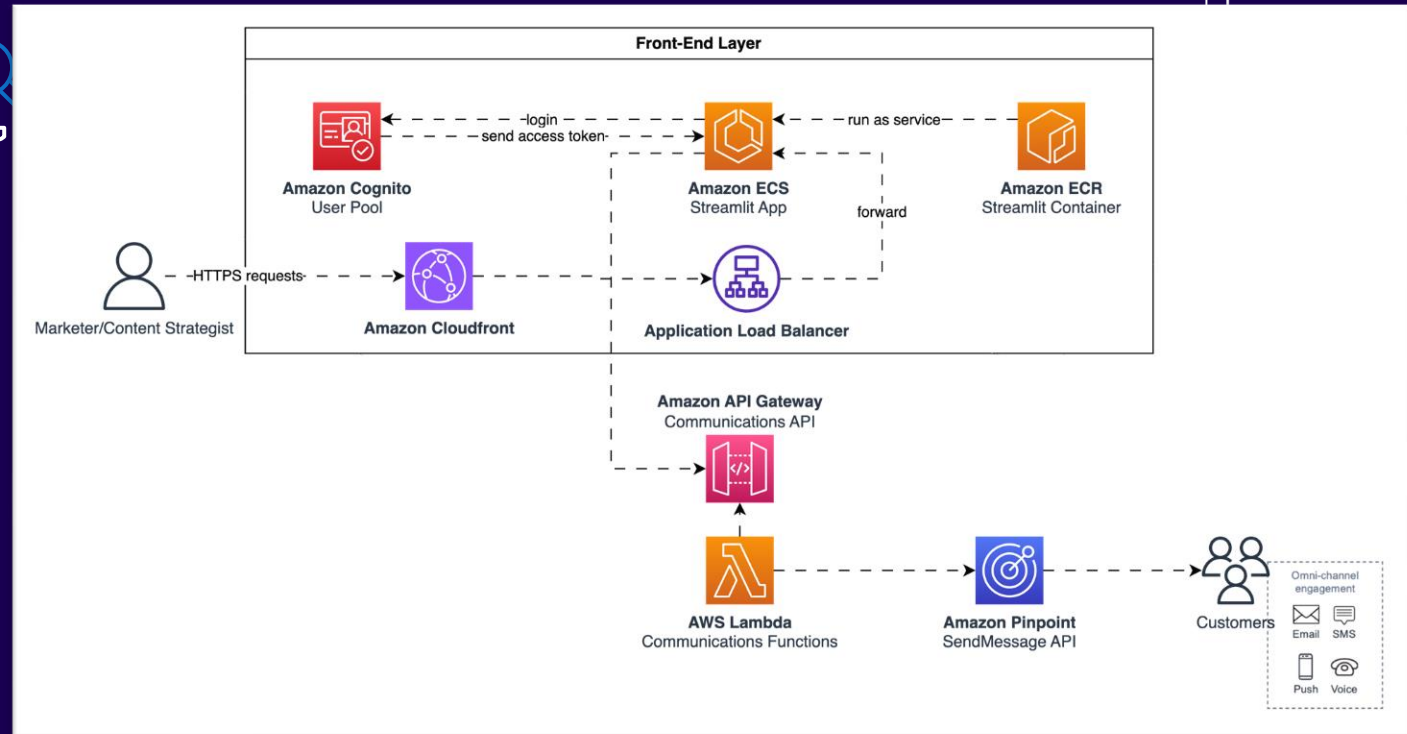 Front-End Layer
login
send access token
run as service
Amazon Cognito
User Pool
Amazon ECS
Streamlit App
Amazon ECR
Streamlit Container
forward
HTTPS requests
Marketer/Content Strategist
Amazon Cloudfront
Application Load Balancer
Amazon API Gateway
Communications API
AWS Lambda
Communications Functions
Amazon Pinpoint
SendMessage API
Customers
Omni-channel
engagement
Email
SMS
Push
Voice